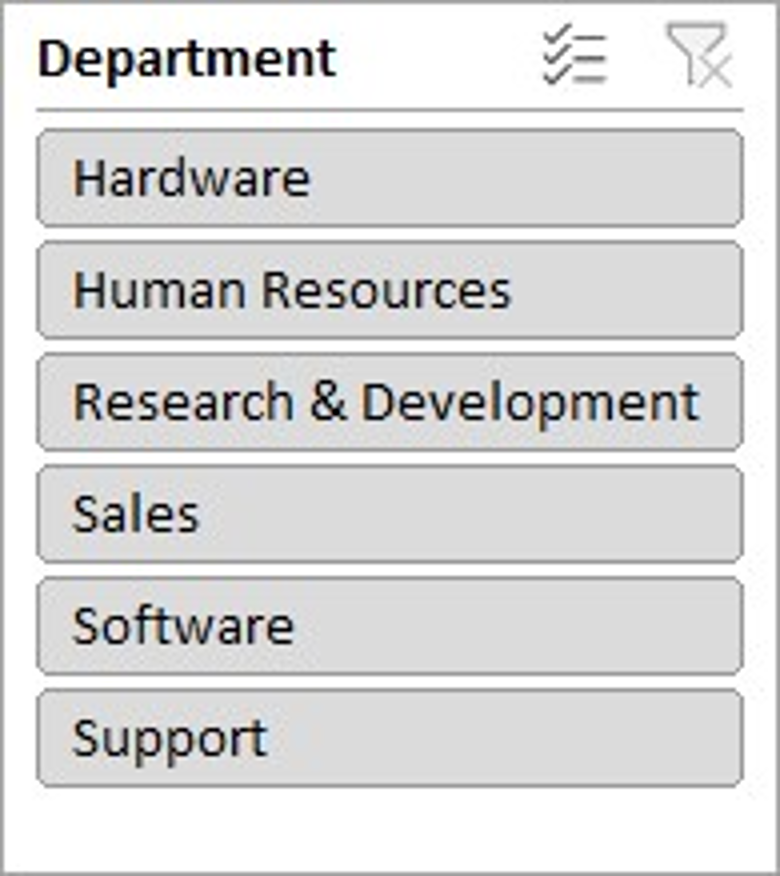 Department
Hardware
Human Resources
Research & Development
Sales
Software
Support